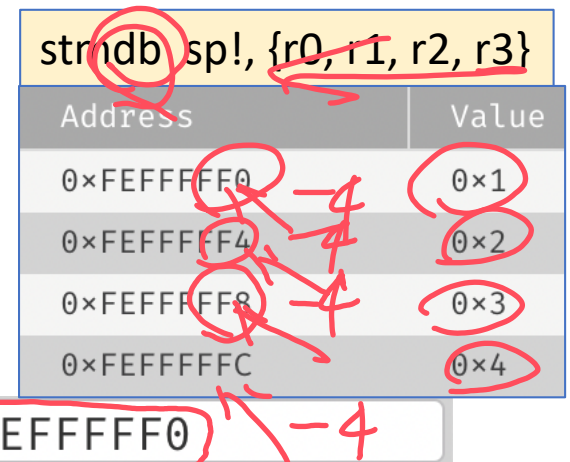 stmdb sp!, {r0, r1, r2, r3}
Address Value
0×FEFFFFF0 0×1
-4
0×FEFFFFF4 0×2
-4
0×FEFFFFF8 0×3
-4
0×FEFFFFFC 0×4
EFFFFF0 -4